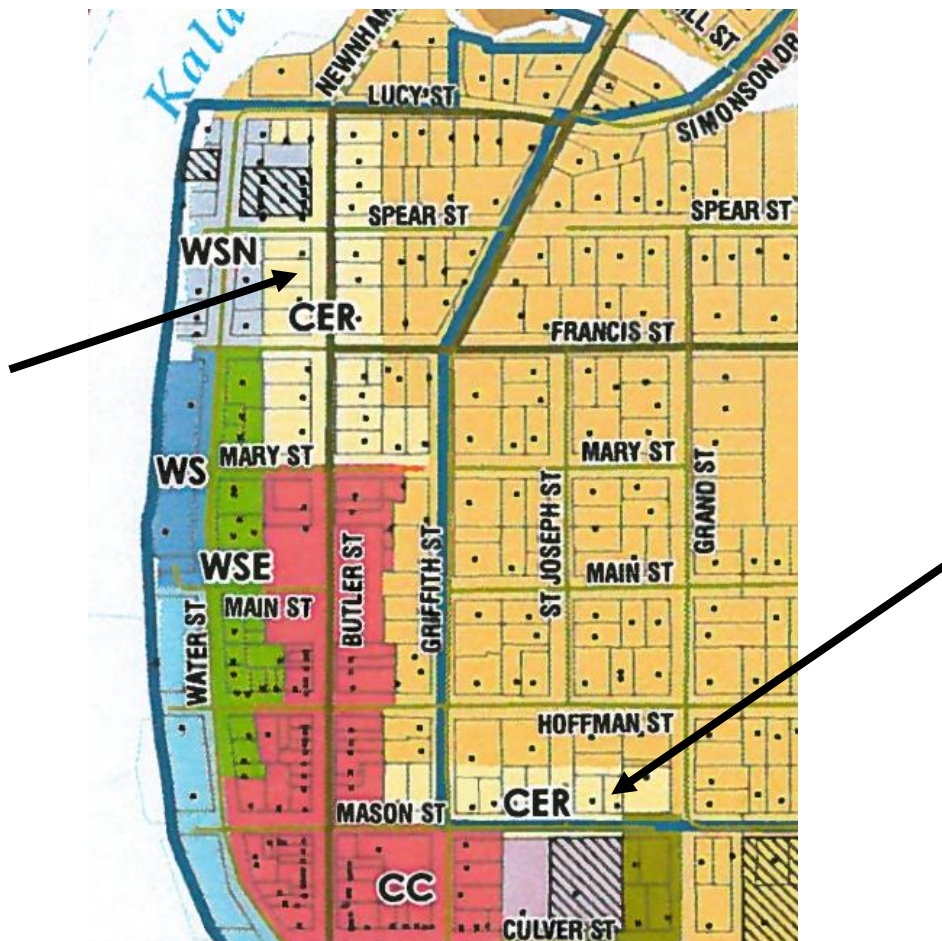 Kala
NEWNHAM
LL ST
SIMONSON DR
LUCY ST
SPEAR ST
SPEAR ST
WSN
CER
FRANCIS ST
MARY ST
MARY ST
WS
GRAND ST
ST JOSEPH ST
GRIFFITH ST
BUTLER ST
WSE
MAIN ST
MAIN ST
WATER ST
HOFFMAN ST
CER
MASON ST
CC
CULVER ST